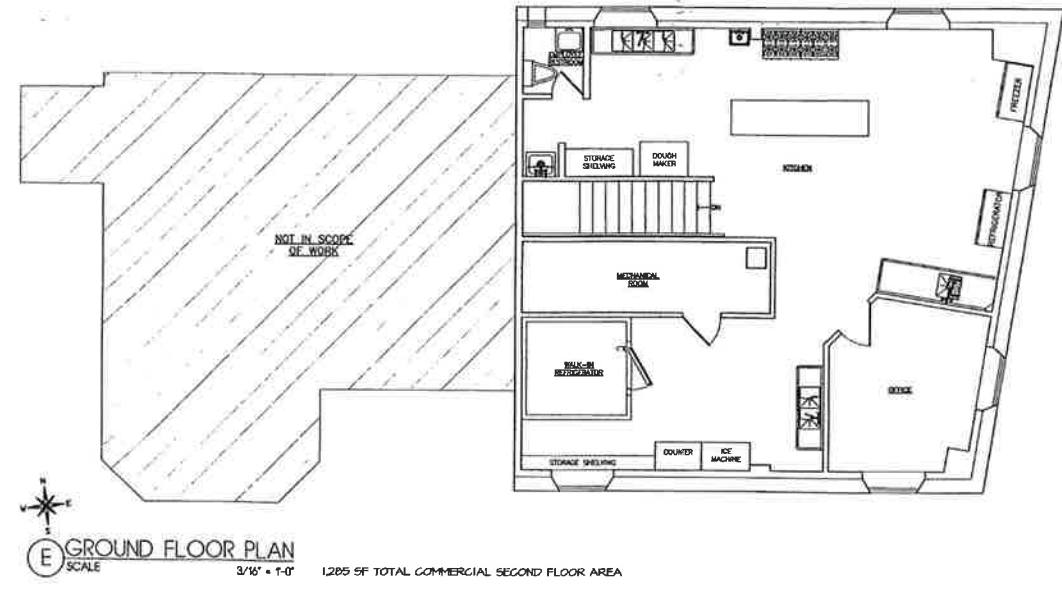 EMPLOYEE
RESTROOM
FREEZER
STORAGE
SHELVING
DOUGH
MAKER
KITCHEN
DN
REFRIGERATOR
NOT IN SCOPE
OF WORK
MECHANICAL
ROOM
WALK-IN
REFRIGERATOR
OFFICE
COUNTER
ICE
MACHINE
STORAGE SHELVING
N
W E
S
E GROUND FLOOR PLAN
SCALE
3/16" = 1'-0" 1,285 SF TOTAL COMMERCIAL SECOND FLOOR AREA